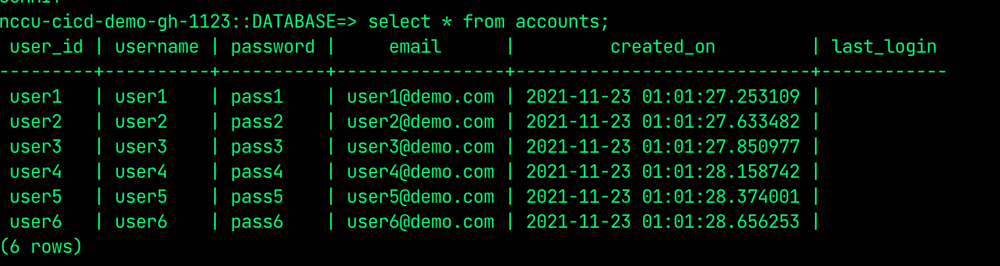 COMMIT
nccu-cicd-demo-gh-1123::DATABASE=> select * from accounts;
 user_id | username | password |     email      |         created_on         | last_login
---------+----------+----------+----------------+----------------------------+------------
 user1   | user1    | pass1    | user1@demo.com | 2021-11-23 01:01:27.253109 |
 user2   | user2    | pass2    | user2@demo.com | 2021-11-23 01:01:27.633482 |
 user3   | user3    | pass3    | user3@demo.com | 2021-11-23 01:01:27.850977 |
 user4   | user4    | pass4    | user4@demo.com | 2021-11-23 01:01:28.158742 |
 user5   | user5    | pass5    | user5@demo.com | 2021-11-23 01:01:28.374001 |
 user6   | user6    | pass6    | user6@demo.com | 2021-11-23 01:01:28.656253 |
(6 rows)